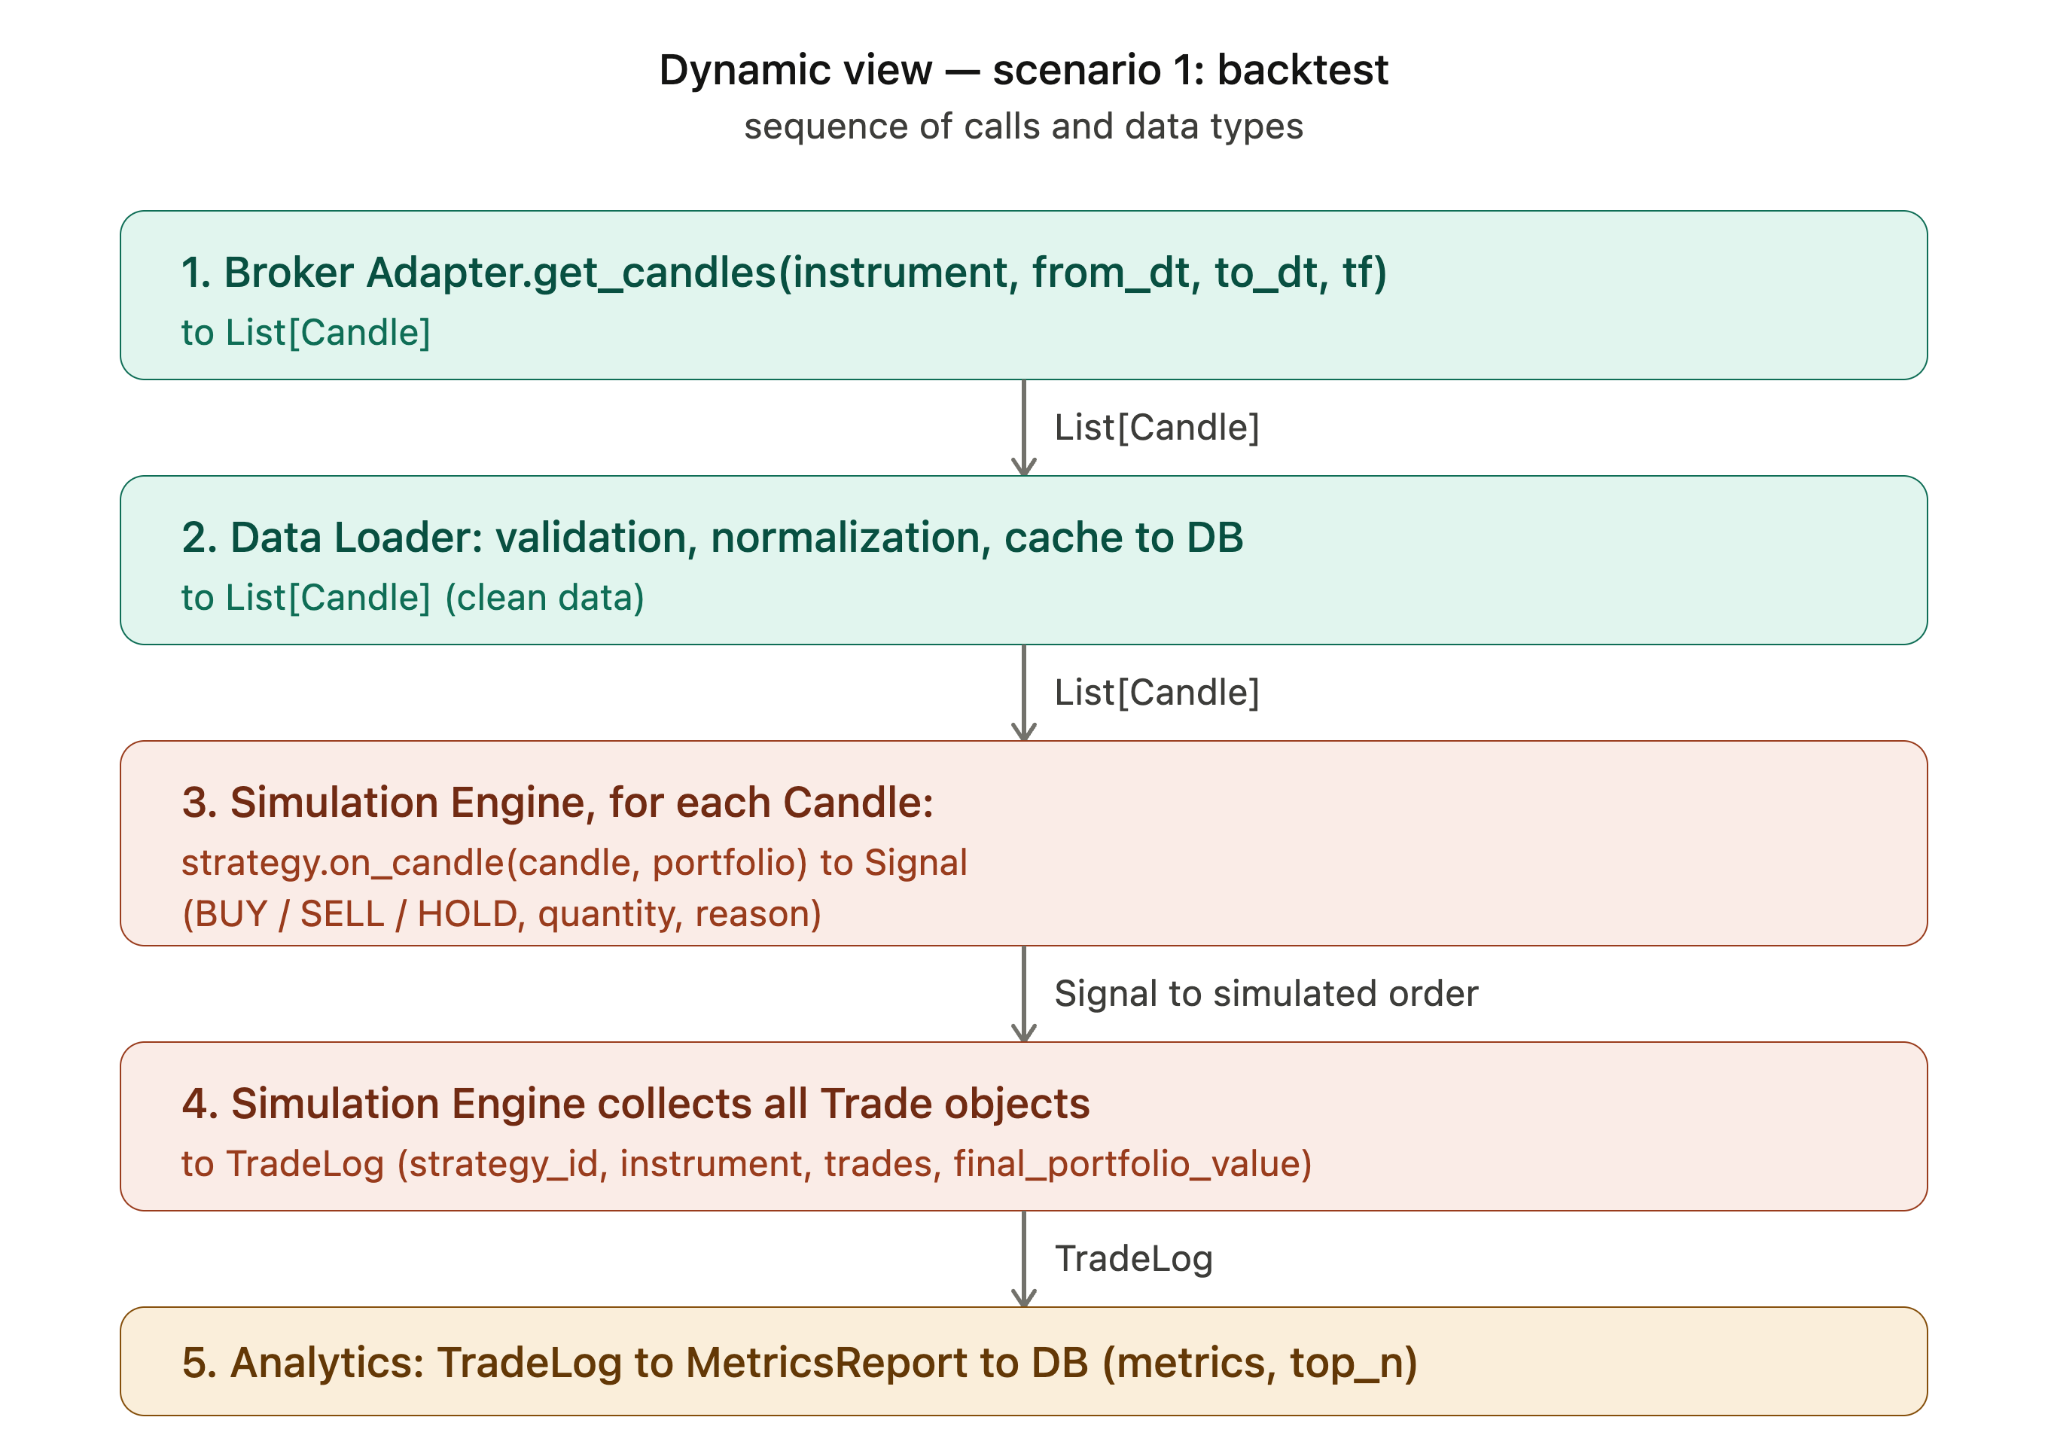 Dynamic view — scenario 1: backtest
sequence of calls and data types
1. Broker Adapter.get_candles(instrument, from_dt, to_dt, tf)
to List[Candle]
List[Candle]
2. Data Loader: validation, normalization, cache to DB
to List[Candle] (clean data)
List[Candle]
3. Simulation Engine, for each Candle:
strategy.on_candle(candle, portfolio) to Signal
(BUY / SELL / HOLD, quantity, reason)
Signal to simulated order
4. Simulation Engine collects all Trade objects
to TradeLog (strategy_id, instrument, trades, final_portfolio_value)
TradeLog
5. Analytics: TradeLog to MetricsReport to DB (metrics, top_n)